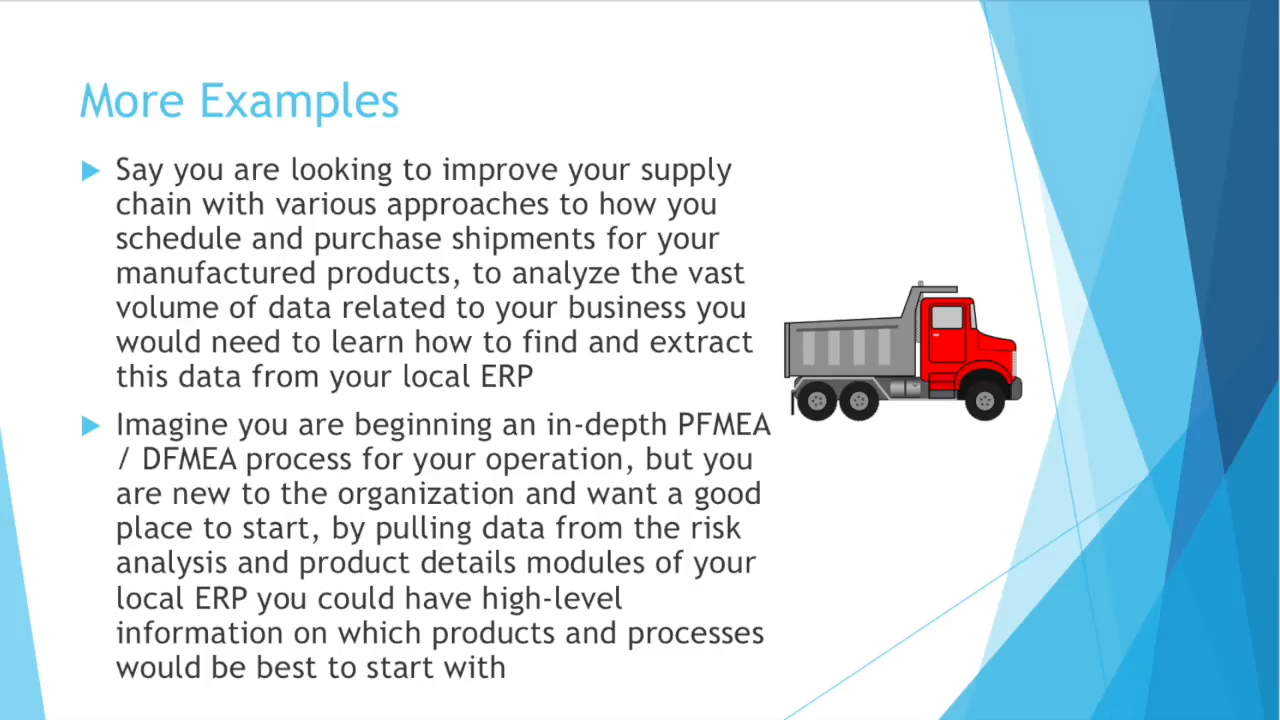 More Examples
Say you are looking to improve your supply
chain with various approaches to how you
schedule and purchase shipments for your
manufactured products, to analyze the vast
volume of data related to your business you
would need to learn how to find and extract
this data from your local ERP
Imagine you are beginning an in-depth PFMEA
/ DFMEA process for your operation, but you
are new to the organization and want a good
place to start, by pulling data from the risk
analysis and product details modules of your
local ERP you could have high-level
information on which products and processes
would be best to start with